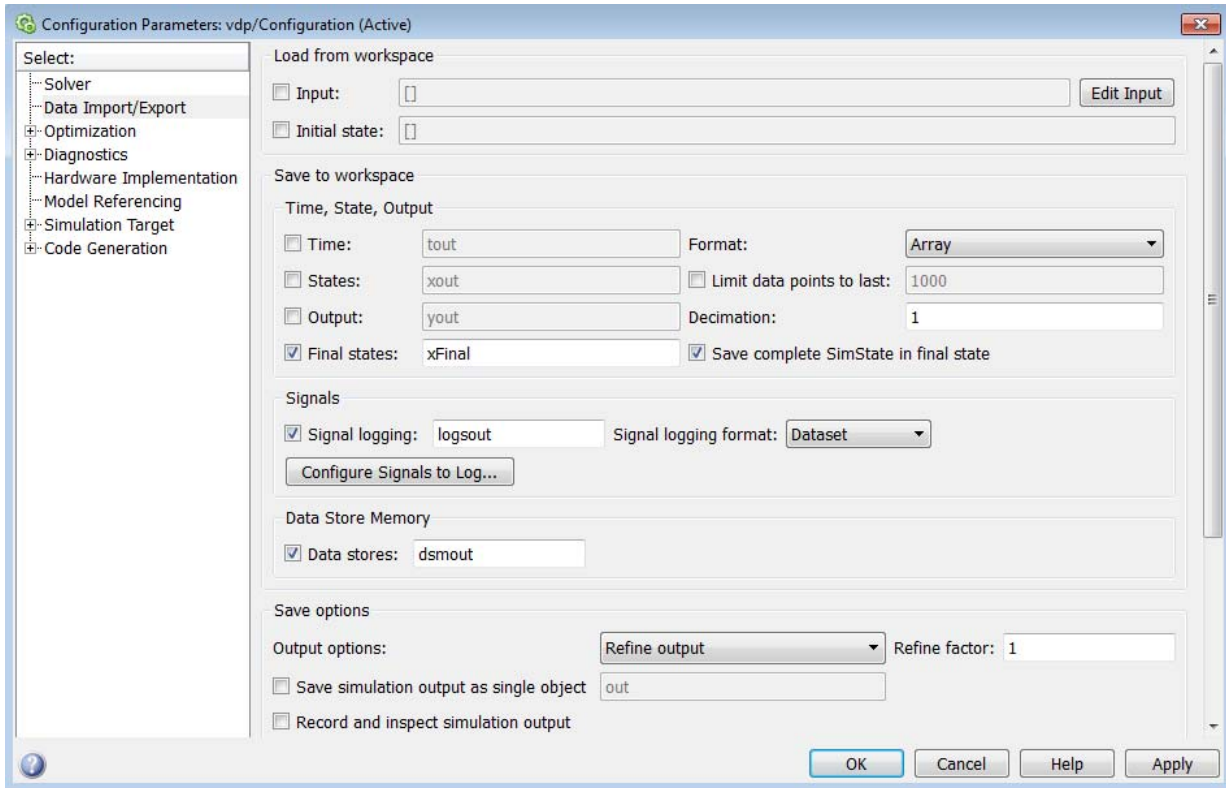 Configuration Parameters: vdp/Configuration (Active)
Select:
Solver
Data Import/Export
Optimization
Diagnostics
Hardware Implementation
Model Referencing
Simulation Target
Code Generation
Load from workspace
Input: [] Edit Input
Initial state: []
Save to workspace
Time, State, Output
Time: tout Format: Array
States: xout Limit data points to last: 1000
Output: yout Decimation: 1
Final states: xFinal Save complete SimState in final state
Signals
Signal logging: logsout Signal logging format: Dataset
Configure Signals to Log...
Data Store Memory
Data stores: dsmout
Save options
Output options: Refine output Refine factor: 1
Save simulation output as single object out
Record and inspect simulation output
OK Cancel Help Apply